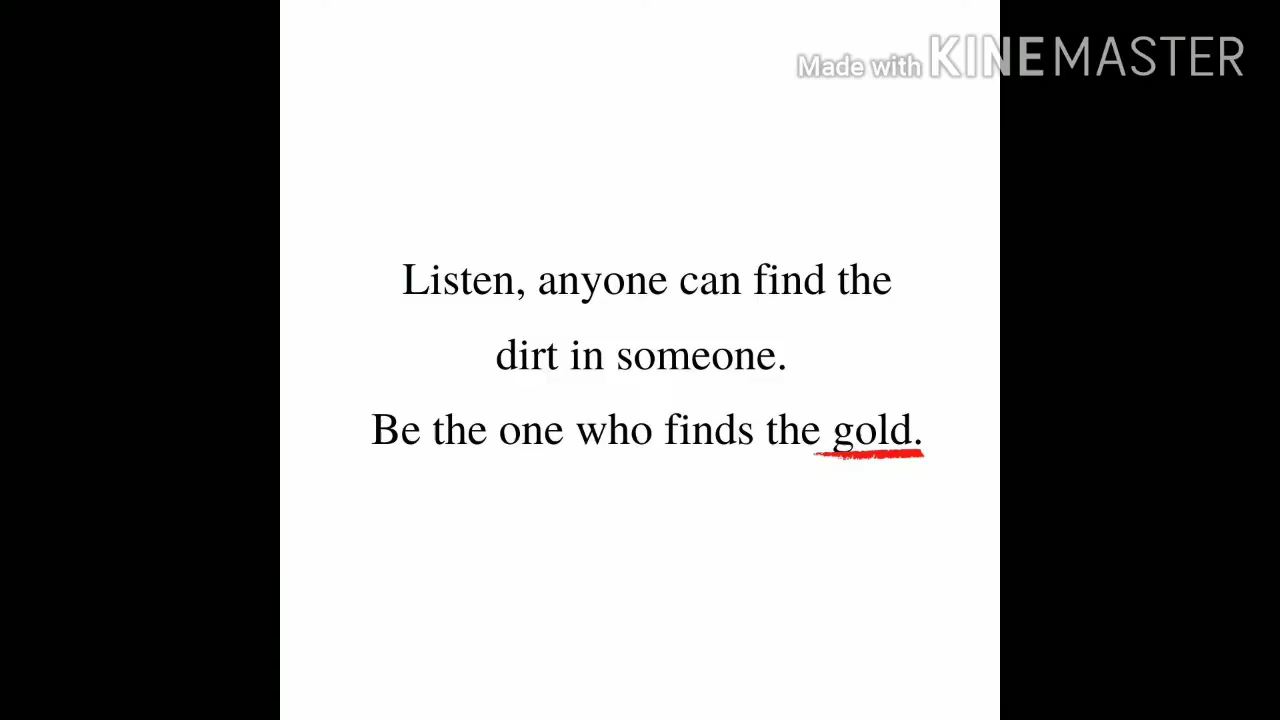 Made with KINEMASTER
Listen, anyone can find the
dirt in someone.
Be the one who finds the gold.